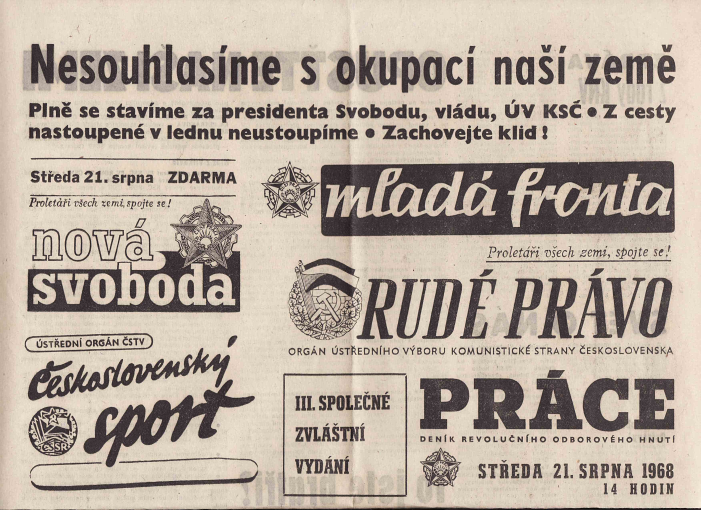 Nesouhlasíme s okupací naší země
Plně se stavíme za presidenta Svobodu, vládu, ÚV KSČ • Z cesty
nastoupené v lednu neustoupíme • Zachovejte klid !
Středa 21. srpna ZDARMA
Proletáři všech zemí, spojte se!
nová
svoboda
mladá fronta
Proletáři všech zemí, spojte se!
RUDÉ PRÁVO
ORGÁN ÚSTŘEDNÍHO VÝBORU KOMUNISTICKÉ STRANY ČESKOSLOVENSKA
ÚSTŘEDNÍ ORGÁN ČSTV
Československý
sport
III. SPOLEČNÉ
ZVLÁŠTNÍ
VYDÁNÍ
PRÁCE
DENÍK REVOLUČNÍHO ODBOROVÉHO HNUTÍ
STŘEDA 21. SRPNA 1968
14 HODIN